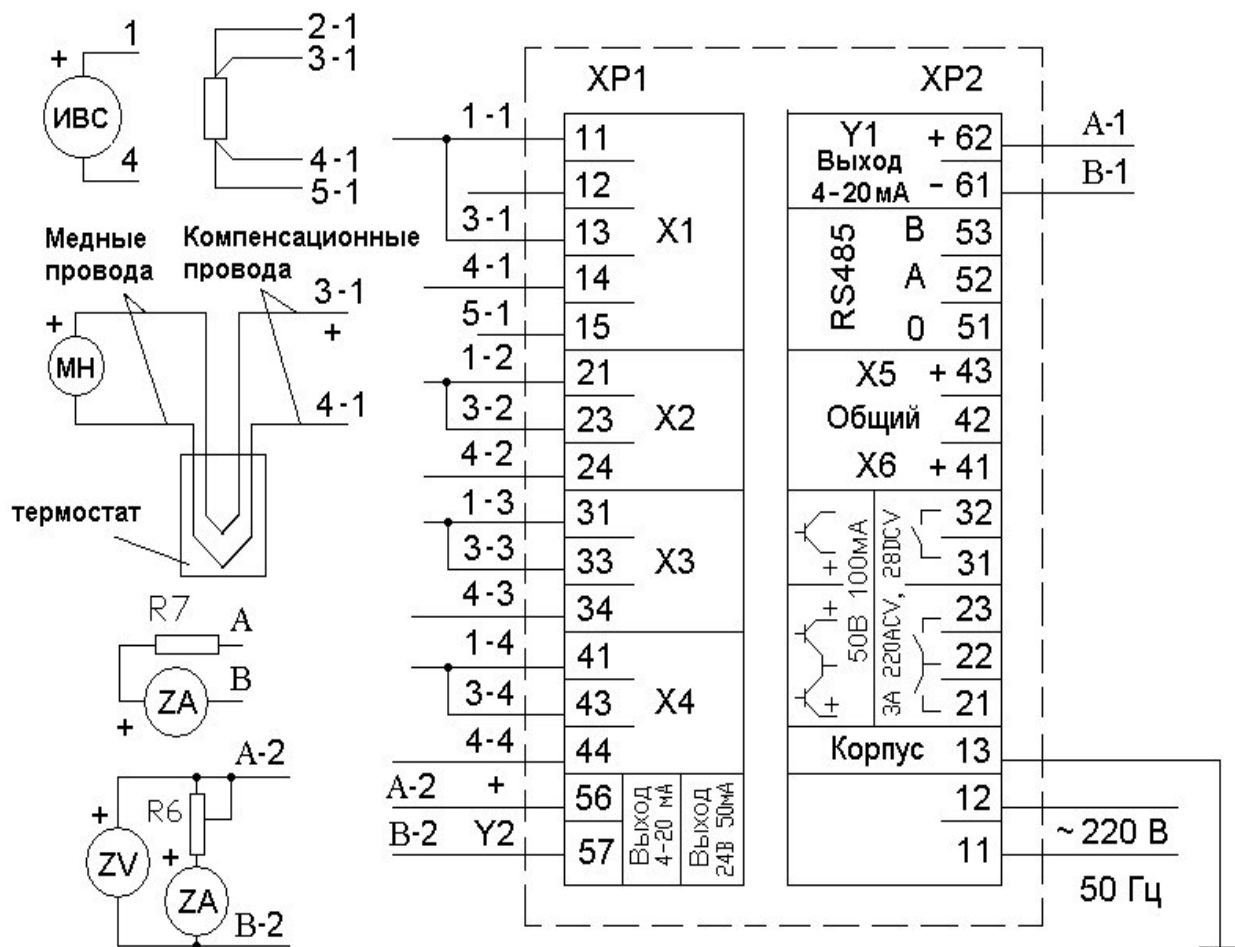 1
+
ИВС
4
2-1
3-1
4-1
5-1
Медные
провода
Компенсационные
провода
3-1
+
+
МН
4-1
термостат
R7
A
B
ZA
+
A-2
R6
+
ZV
+
ZA
B-2
XP1
1-1
11
12
3-1
13
X1
4-1
14
5-1
15
1-2
21
3-2
23
X2
4-2
24
1-3
31
3-3
33
X3
4-3
34
1-4
41
3-4
43
X4
4-4
44
A-2
+
56
B-2
Y2
57
Выход
4-20 мА
Выход
24В 50мА
XP2
Y1
+ 62
A-1
Выход
4-20 мА
- 61
B-1
RS485
B
53
A
52
0
51
X5
+ 43
Общий
42
X6
+ 41
50В 100мА
3А 220ACV, 28DCV
+
+
+
32
31
23
22
21
Корпус
13
12
11
~ 220 В
50 Гц